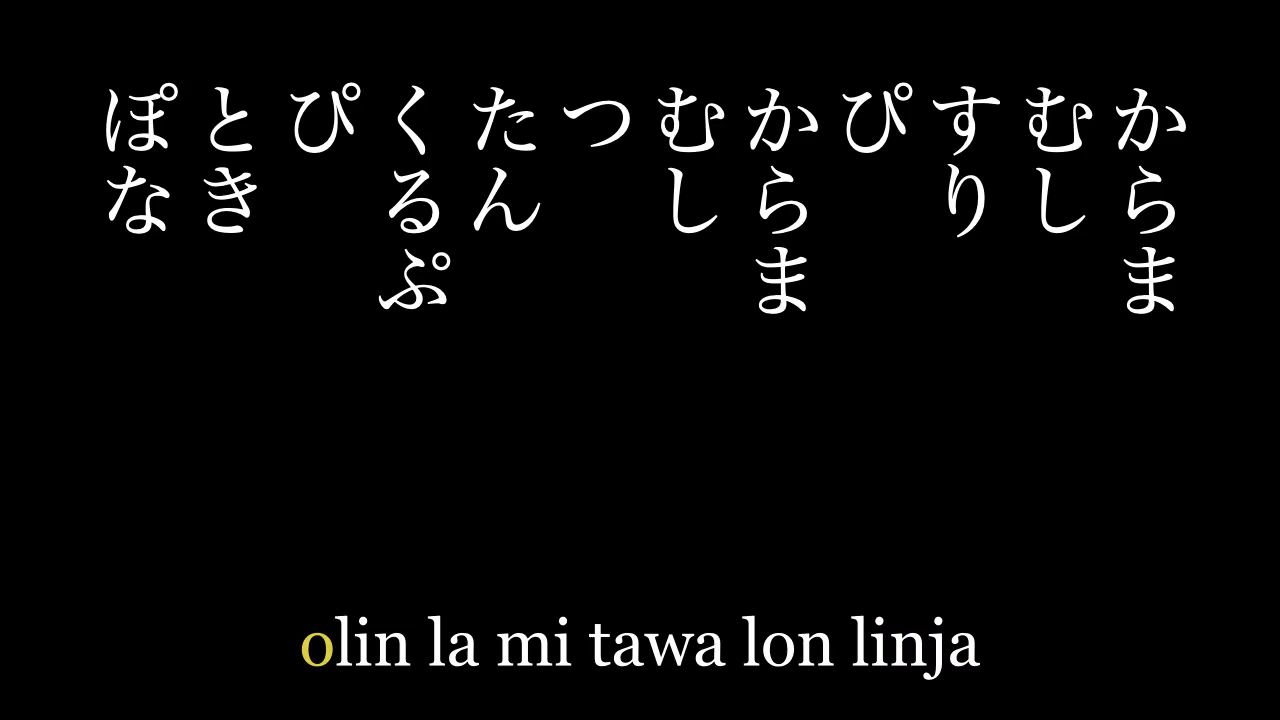 からま
むし
すり
ぴ
からま
むし
つ
たん
くるぷ
ぴ
とき
ぽな
olin la mi tawa lon linja